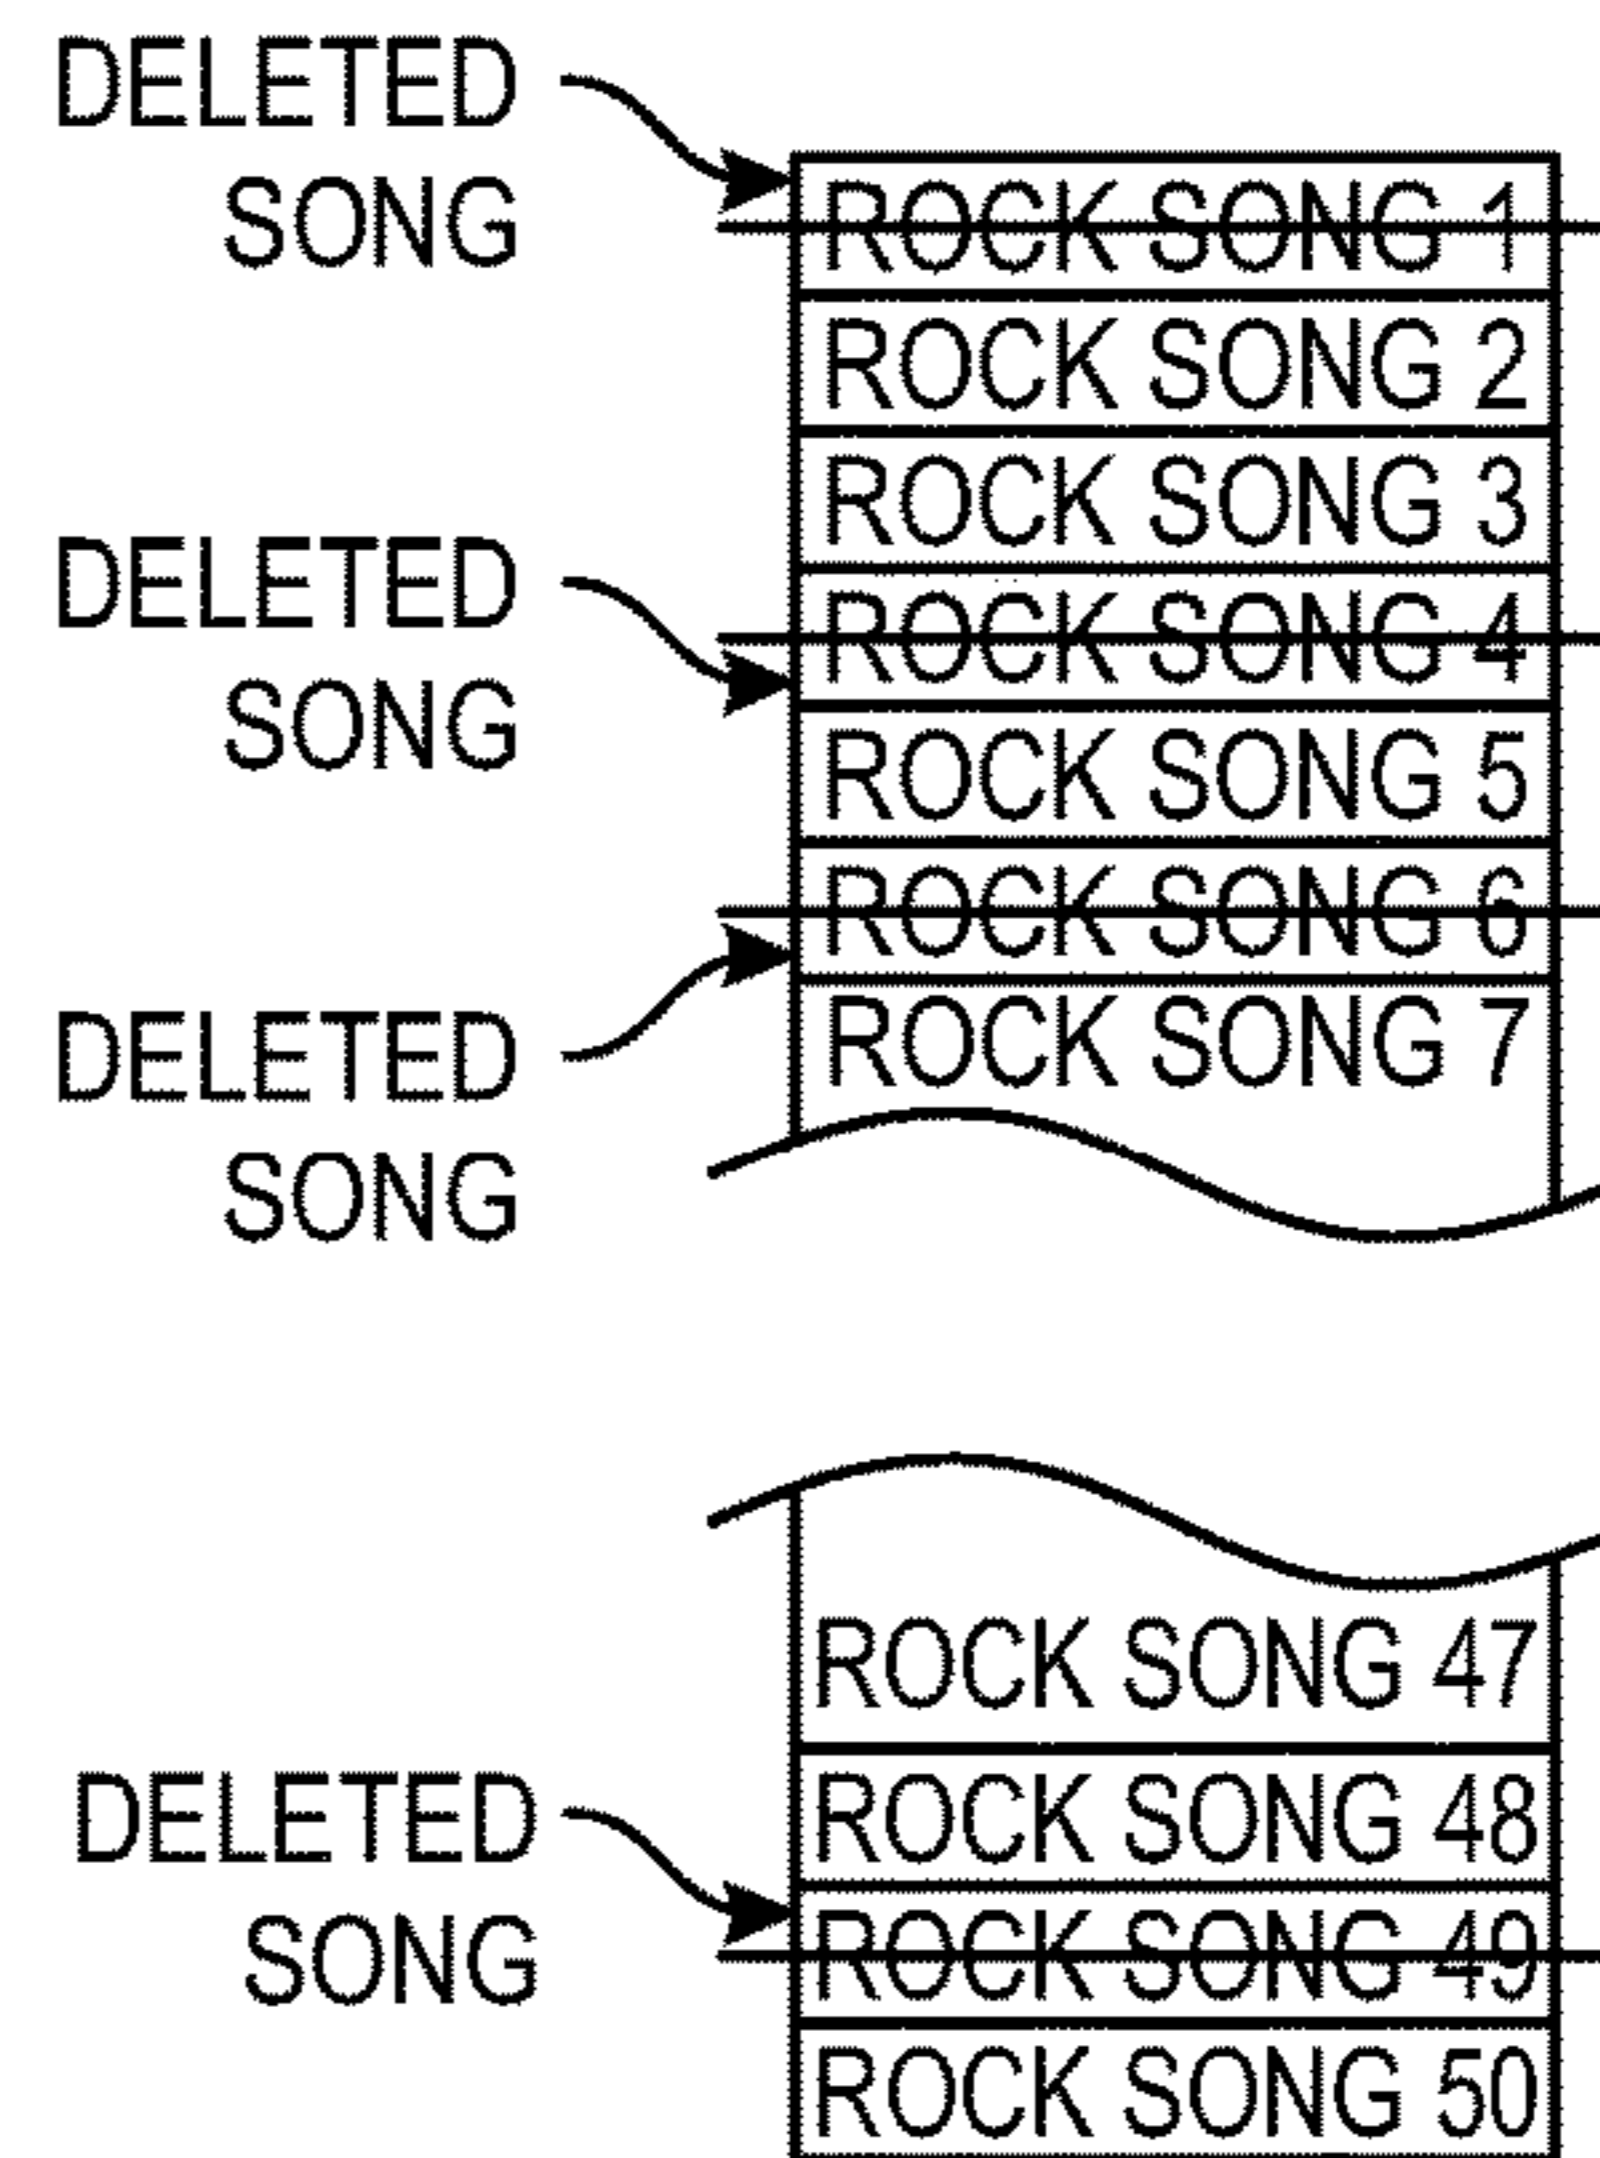 DELETED
SONG
ROCK SONG 1
ROCK SONG 2
ROCK SONG 3
DELETED
SONG
ROCK SONG 4
ROCK SONG 5
ROCK SONG 6
DELETED
SONG
ROCK SONG 7
ROCK SONG 47
DELETED
SONG
ROCK SONG 48
ROCK SONG 49
ROCK SONG 50